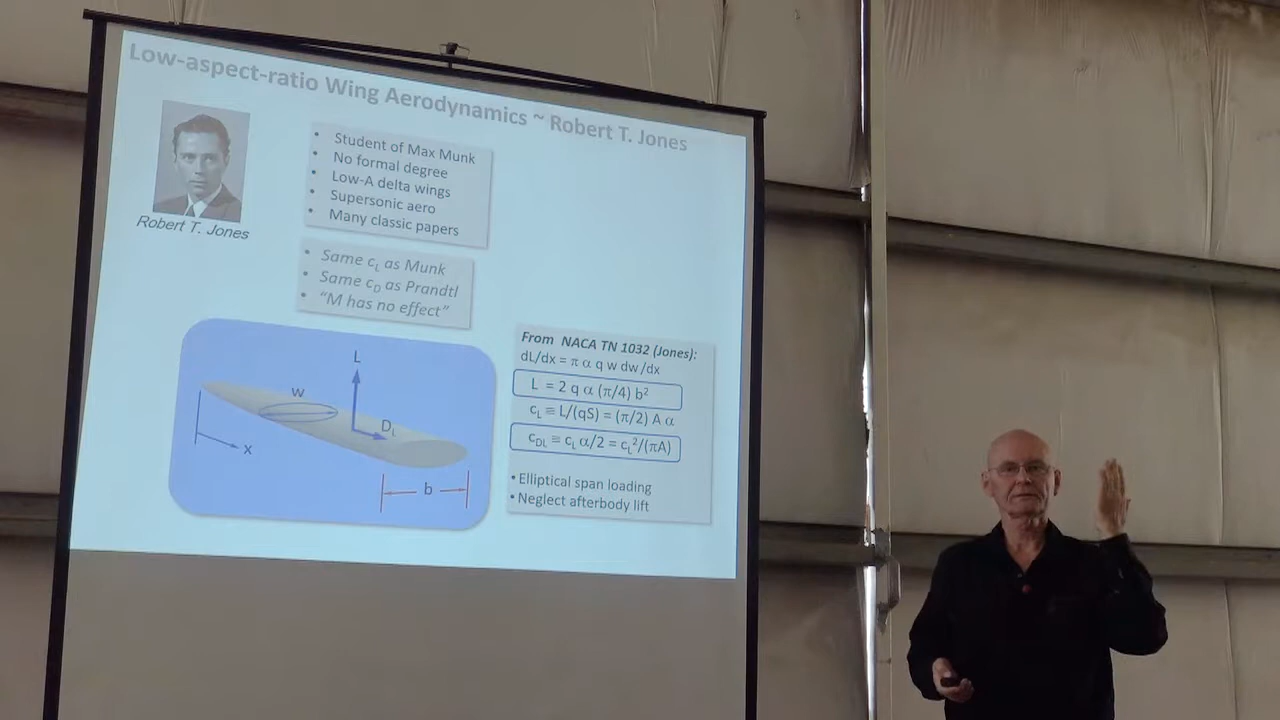 Low-aspect-ratio Wing Aerodynamics ~ Robert T. Jones
Robert T. Jones
• Student of Max Munk
• No formal degree
• Low-A delta wings
• Supersonic aero
• Many classic papers
• Same cL as Munk
• Same cD as Prandtl
• “M has no effect”
L
w
DL
x
b
From NACA TN 1032 (Jones):
dL/dx = π α q w dw/dx
L = 2 q α (π/4) b²
cL ≡ L/(qS) = (π/2) A α
cDL ≡ cL α/2 = cL²/(πA)
• Elliptical span loading
• Neglect afterbody lift